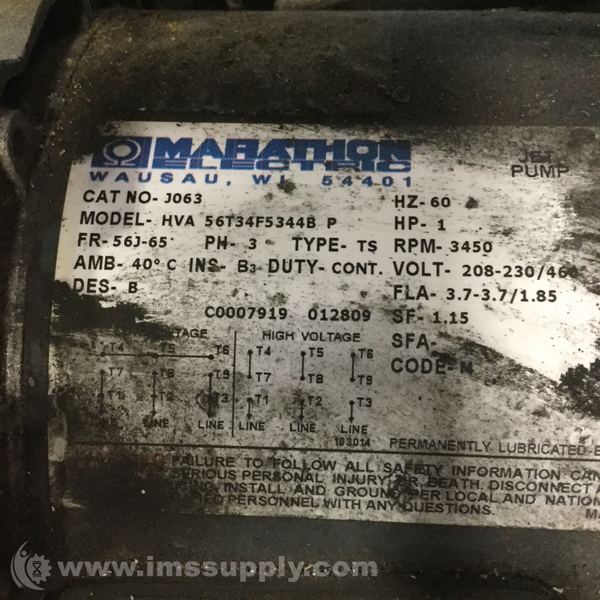 MARATHON
ELECTRIC
WAUSAU, WI. 54401
JET
PUMP
CAT NO- J063
HZ- 60
MODEL- HVA 56T34F5344B P
HP- 1
FR- 56J-65 PH- 3 TYPE- TS RPM- 3450
AMB- 40°C INS- B3 DUTY- CONT. VOLT- 208-230/460
DES- B
FLA- 3.7-3.7/1.85
C0007919 012809
SF- 1.15
SFA-
CODE- M
HIGH VOLTAGE
T4 T5 T6 T4 T5 T6
T7 T8 T9 T7 T8 T9
T1 T2 T3 T1 T2 T3
LINE LINE LINE LINE LINE LINE
103014
PERMANENTLY LUBRICATED
FAILURE TO FOLLOW ALL SAFETY INFORMATION CAN
SERIOUS PERSONAL INJURY OR DEATH. DISCONNECT
INSTALL AND GROUND PER LOCAL AND
PERSONNEL WITH ANY QUESTIONS.
www.imssupply.com